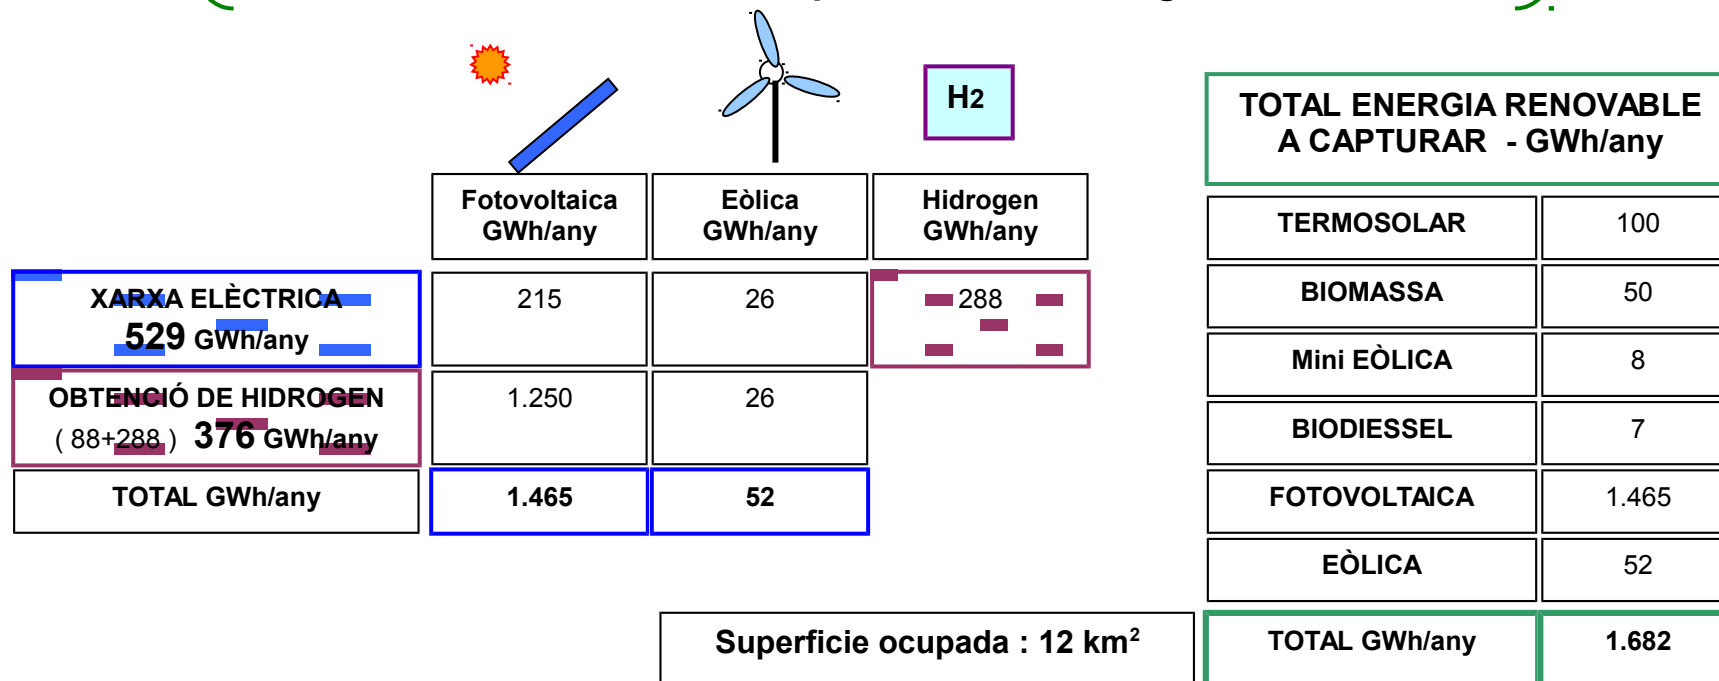 H2
Fotovoltaica
GWh/any
Eòlica
GWh/any
Hidrogen
GWh/any
XARXA ELÈCTRICA
529 GWh/any
215
26
288
OBTENCIÓ DE HIDROGEN
( 88+288 ) 376 GWh/any
1.250
26
TOTAL GWh/any
1.465
52
Superficie ocupada : 12 km²
TOTAL ENERGIA RENOVABLE
A CAPTURAR - GWh/any
TERMOSOLAR
100
BIOMASSA
50
Mini EÒLICA
8
BIODIESSEL
7
FOTOVOLTAICA
1.465
EÒLICA
52
TOTAL GWh/any
1.682